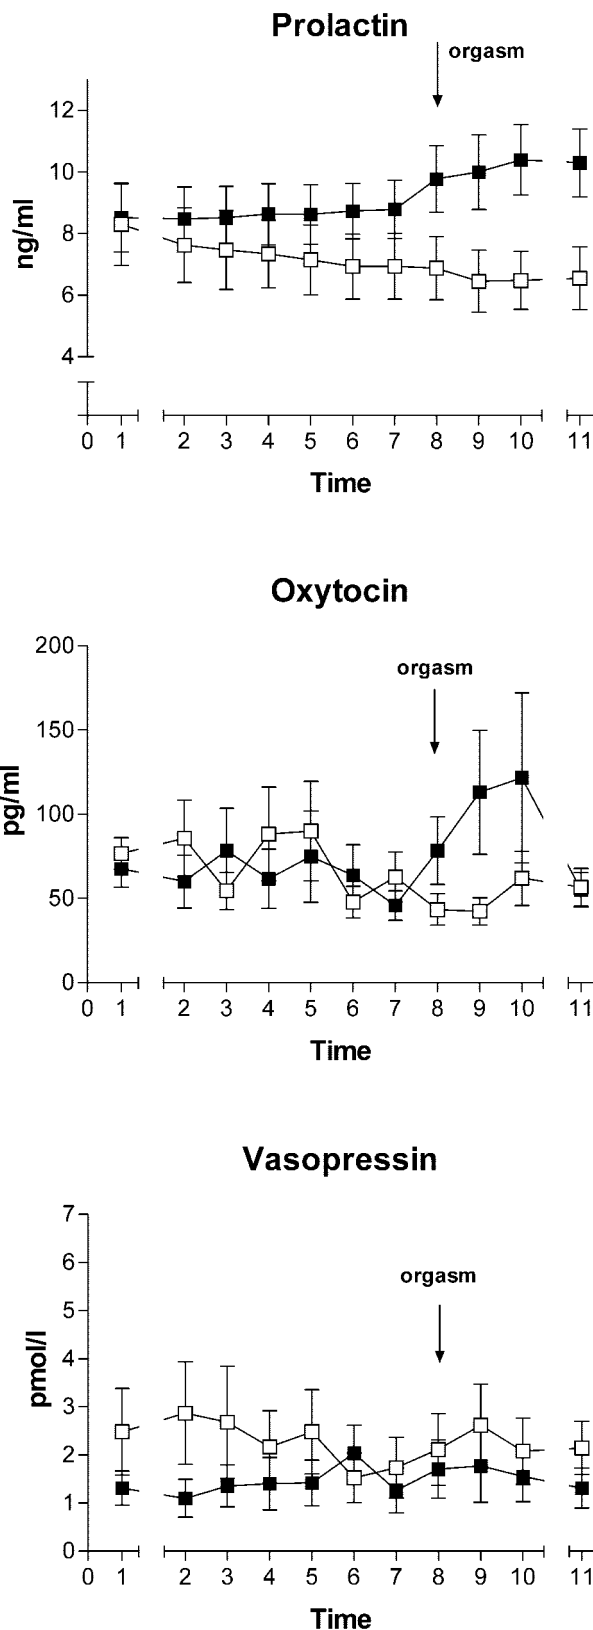 Prolactin
orgasm
12
10
8
6
4
ng/ml
0 1 2 3 4 5 6 7 8 9 10 11
Time
Oxytocin
200
orgasm
150
100
50
0
pg/ml
0 1 2 3 4 5 6 7 8 9 10 11
Time
Vasopressin
7
6
orgasm
5
4
3
2
1
0
pmol/l
0 1 2 3 4 5 6 7 8 9 10 11
Time